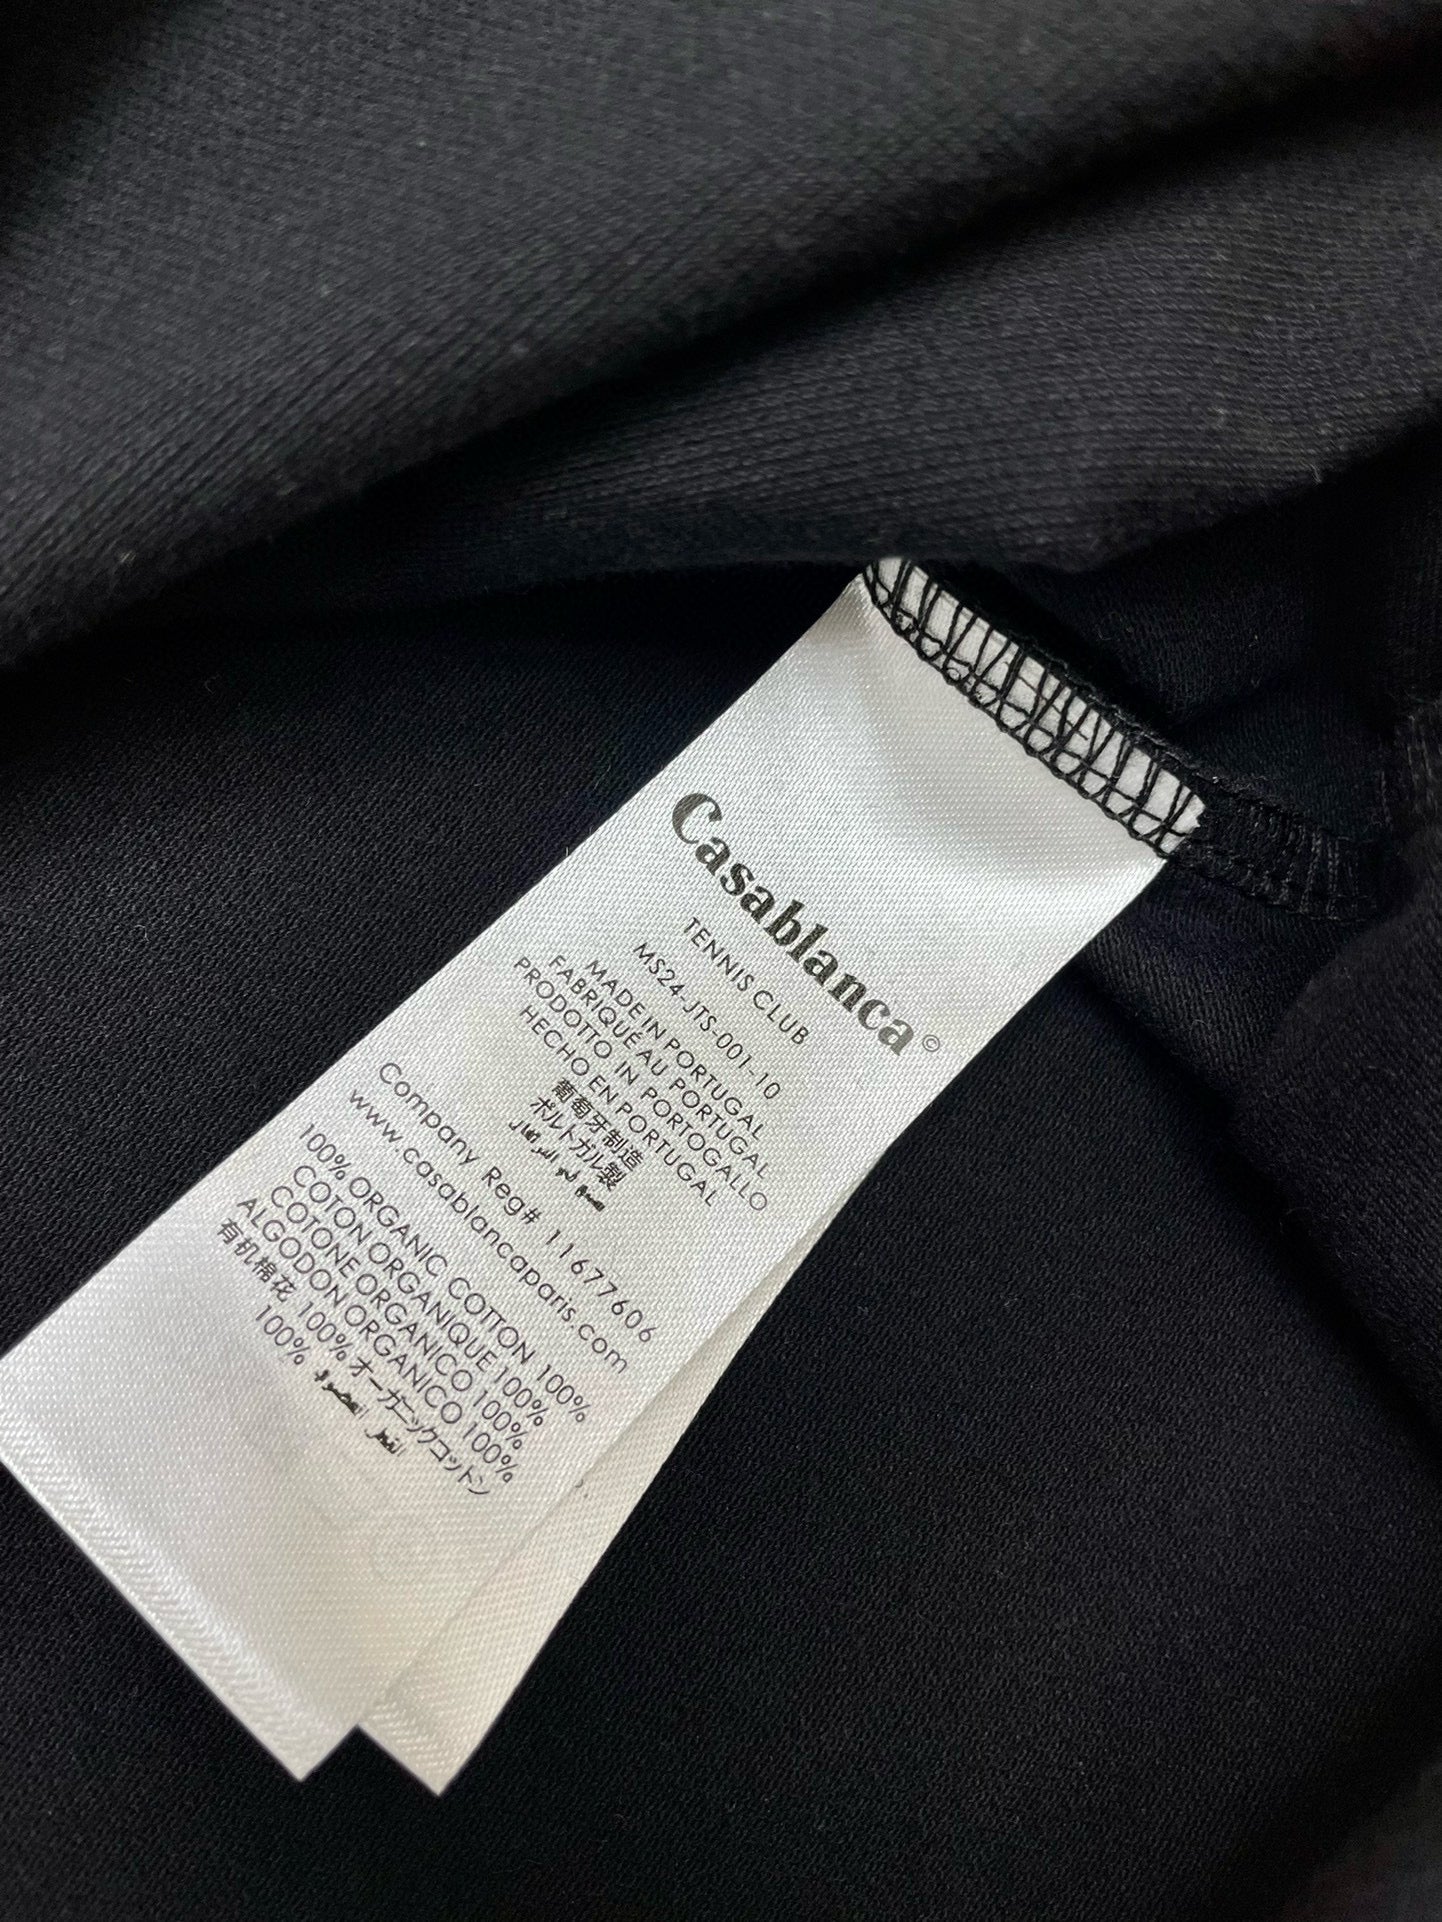 Casablanca©
TENNIS CLUB
MS24-JTS-001-10
MADE IN PORTUGAL
FABRIQUÉ AU PORTUGAL
PRODOTTO IN PORTOGALLO
HECHO EN PORTUGAL
葡萄牙制造
ポルトガル製
Company Reg# 11677606
www.casablancaparis.com
100% ORGANIC COTTON 100%
COTON ORGANIQUE 100%
COTONE ORGANICO 100%
ALGODON ORGANICO 100%
有机棉花 100% オーガニックコットン
100%